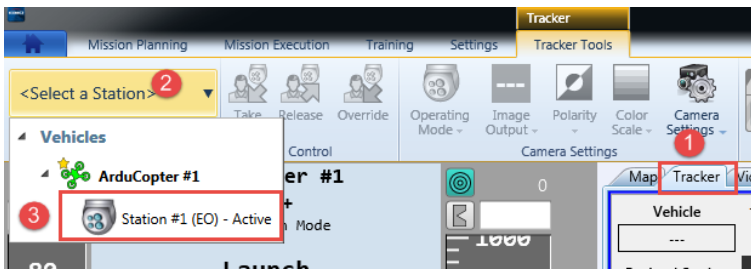 Tracker
Mission Planning Mission Execution Training Settings Tracker Tools
<Select a Station> 2
Take Release Override
Control
Operating Mode
Image Output
Polarity
Color Scale
Camera Settings
Camera Settings
1
Vehicles
ArduCopter #1
3 Station #1 (EO) - Active
er #1
+
n Mode
Launch
80
0
1000
Map Tracker Vid
Vehicle
---